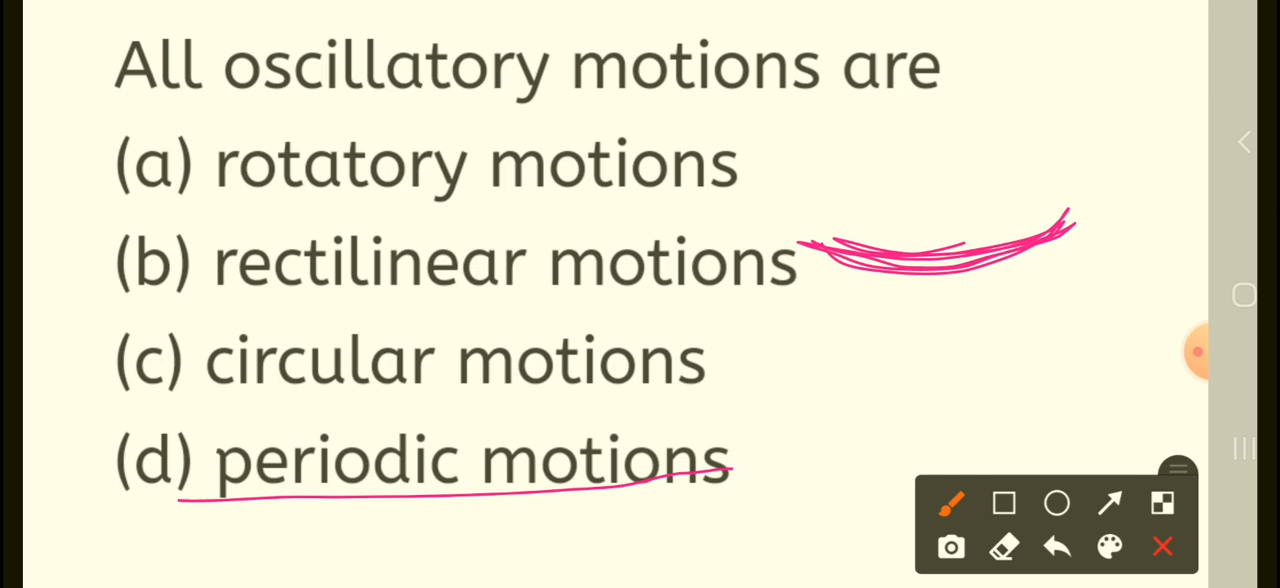 All oscillatory motions are
(a) rotatory motions
(b) rectilinear motions
(c) circular motions
(d) periodic motions